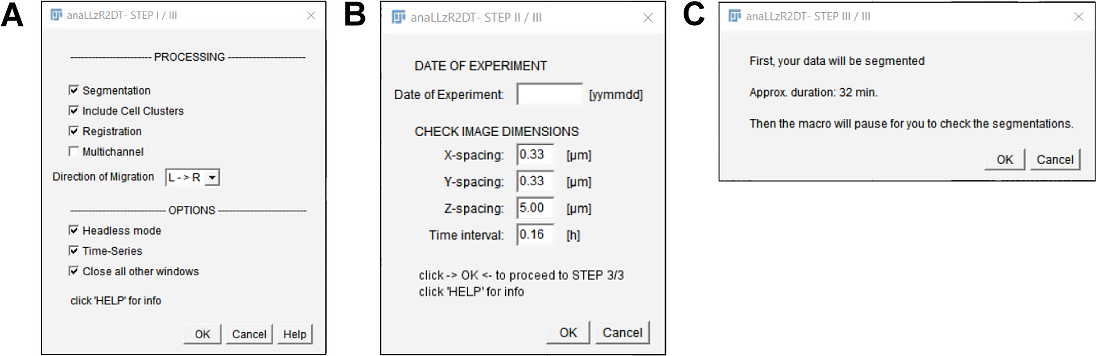 A
anaLLzR2DT- STEP I / III
------------------------ PROCESSING ------------------------
Segmentation
Include Cell Clusters
Registration
Multichannel
Direction of Migration L -> R
------------------------ OPTIONS ------------------------
Headless mode
Time-Series
Close all other windows
click 'HELP' for info
OK Cancel Help
B
anaLLzR2DT- STEP II / III
DATE OF EXPERIMENT
Date of Experiment: [yymmdd]
CHECK IMAGE DIMENSIONS
X-spacing: 0.33 [µm]
Y-spacing: 0.33 [µm]
Z-spacing: 5.00 [µm]
Time interval: 0.16 [h]
click -> OK <- to proceed to STEP 3/3
click 'HELP' for info
OK Cancel
C
anaLLzR2DT- STEP III / III
First, your data will be segmented
Approx. duration: 32 min.
Then the macro will pause for you to check the segmentations.
OK Cancel